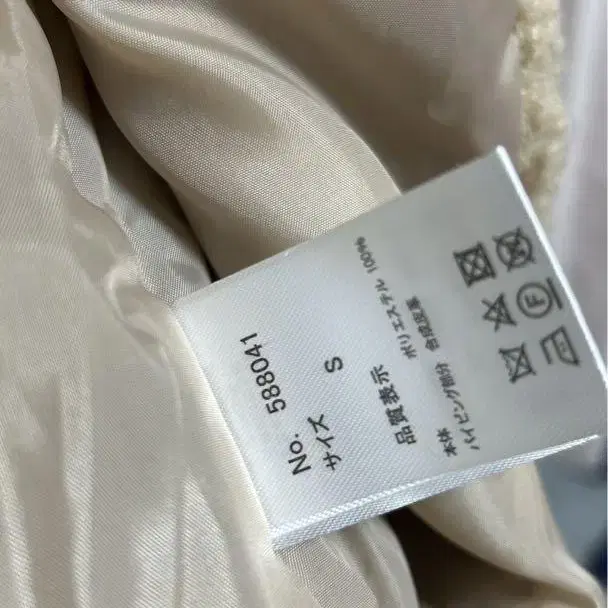 No. 588041
サイズ S
品質表示
本体 ポリエステル 100%
パイピング部分 合成皮革
F